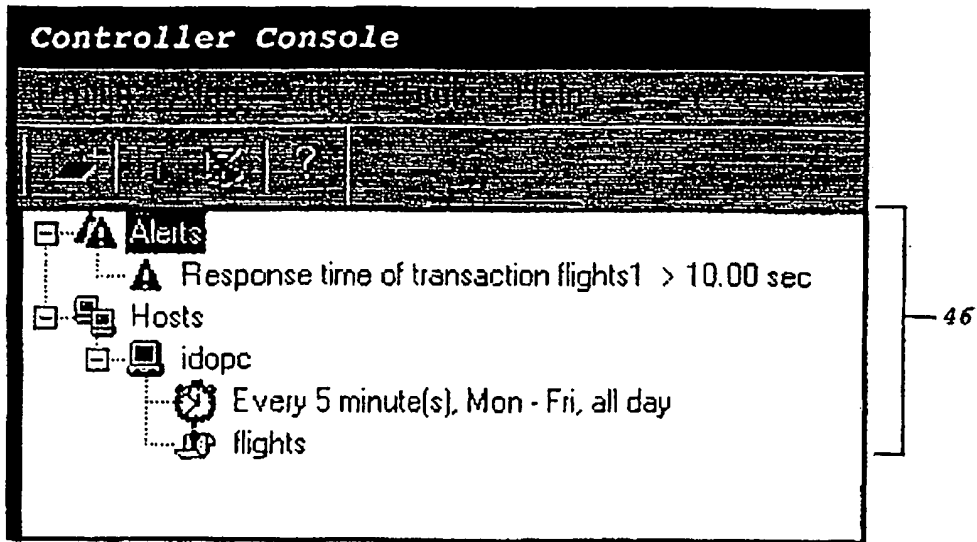 Controller Console
?
Alerts
Response time of transaction flights1 > 10.00 sec
Hosts
idopc
Every 5 minute(s), Mon - Fri, all day
flights
46